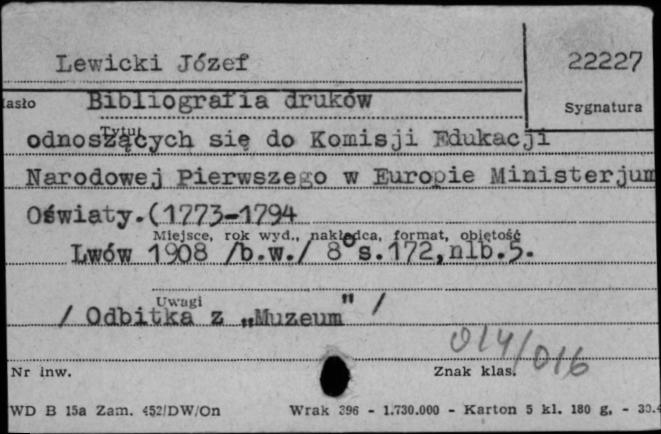 Lewicki Józef
22227
asło
Bibliografia druków
Sygnatura
Tytuł
odnoszących się do Komisji Edukacji
Narodowej Pierwszego w Europie Ministerjum
Oświaty.(1773-1794
Miejsce, rok wyd., nakładca, format, objętość
Lwów 1908 /b.w./ 8° s.172,nlb.5.
Uwagi
/ Odbitka z „Muzeum" /
014/016
Nr inw.
Znak klas.
WD B 15a Zam. 452/DW/On
Wrak 396 - 1.730.000 - Karton 5 kl. 180 g. - 30.4